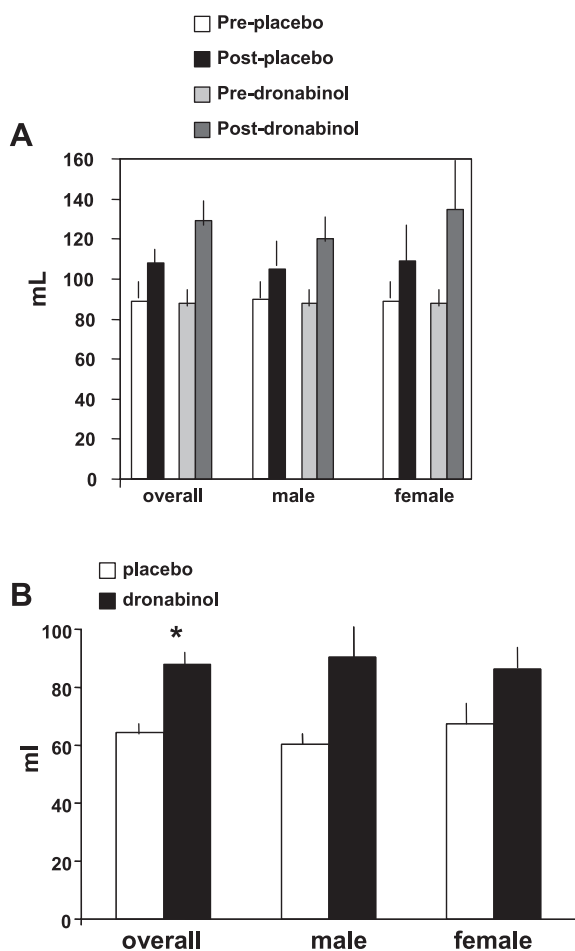 Pre-placebo
Post-placebo
Pre-dronabinol
Post-dronabinol
A
160
140
120
100
80
60
40
20
0
mL
overall male female
placebo
B
dronabinol
*
100
80
60
40
20
0
ml
overall male female